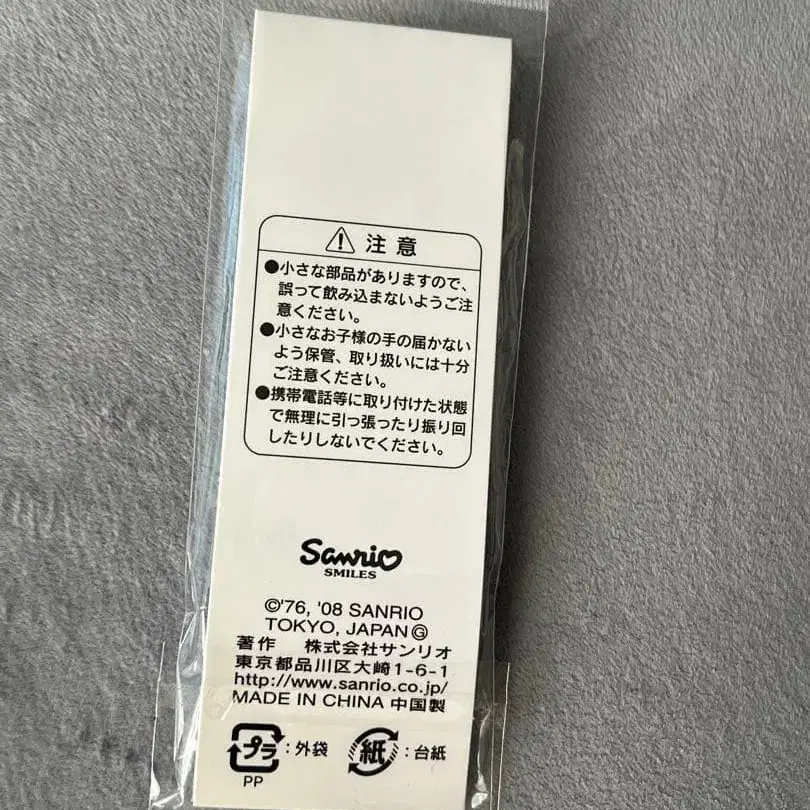 ⚠ 注意
●小さな部品がありますので、
誤って飲み込まないようご注
意ください。
●小さなお子様の手の届かない
よう保管、取り扱いには十分
ご注意ください。
●携帯電話等に取り付けた状態
で無理に引っ張ったり振り回
したりしないでください。
Sanrio
SMILES
©'76, '08 SANRIO
TOKYO, JAPAN Ⓖ
著作 株式会社サンリオ
東京都品川区大崎1-6-1
http://www.sanrio.co.jp/
MADE IN CHINA 中国製
プラ：外袋 紙：台紙
PP